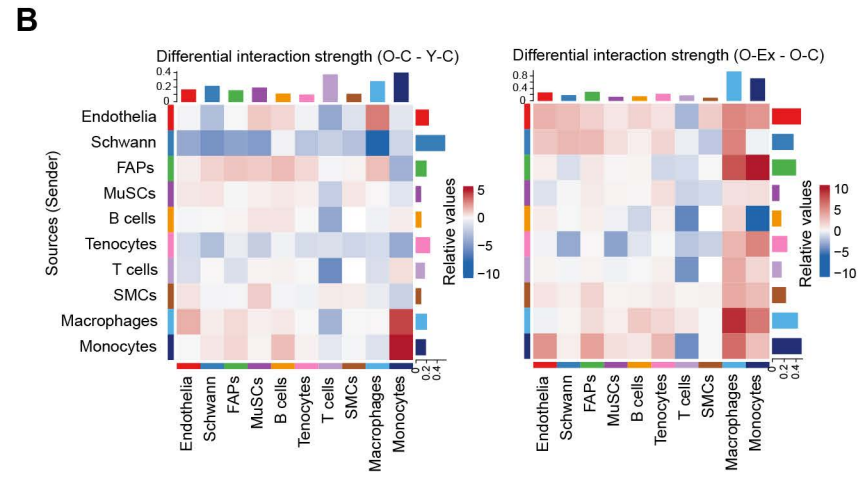 B
Differential interaction strength (O-C - Y-C)
0.4
0.2
0
Sources (Sender)
Endothelia
Schwann
FAPs
MuSCs
B cells
Tenocytes
T cells
SMCs
Macrophages
Monocytes
Endothelia
Schwann
FAPs
MuSCs
B cells
Tenocytes
T cells
SMCs
Macrophages
Monocytes
0
0.2
0.4
Relative values
5
0
−5
−10
Differential interaction strength (O-Ex - O-C)
0.8
0.4
0
Endothelia
Schwann
FAPs
MuSCs
B cells
Tenocytes
T cells
SMCs
Macrophages
Monocytes
0
0.2
0.4
Relative values
10
5
0
−5
−10